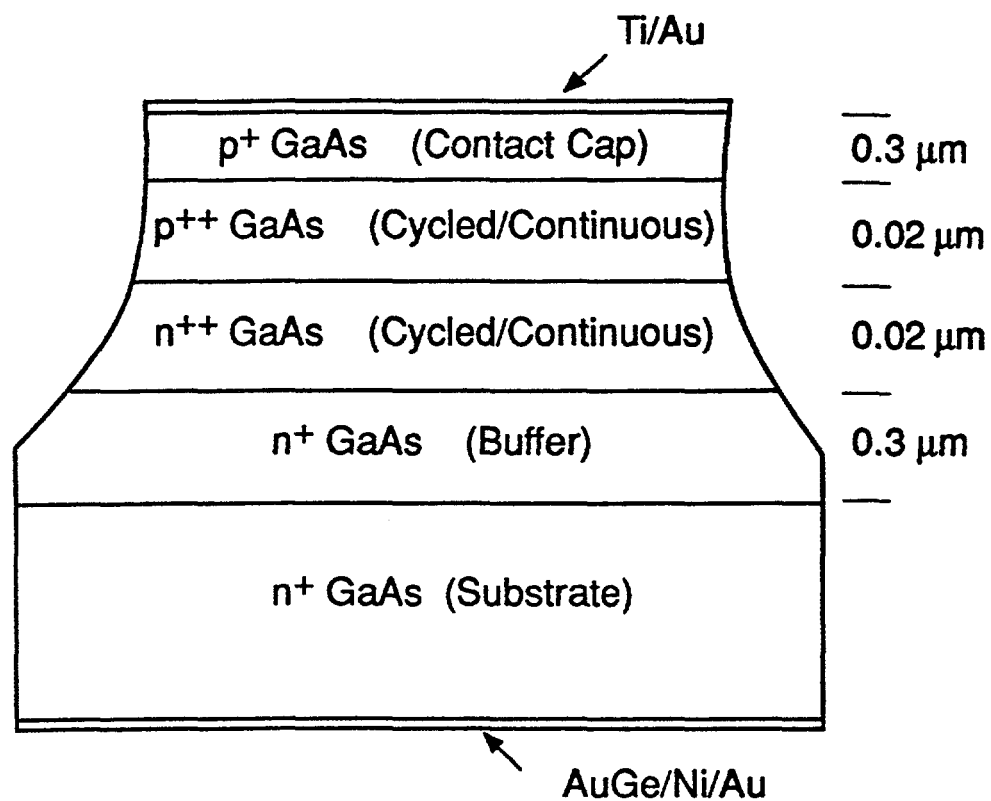 Ti/Au
p+ GaAs (Contact Cap) 0.3 μm
p++ GaAs (Cycled/Continuous) 0.02 μm
n++ GaAs (Cycled/Continuous) 0.02 μm
n+ GaAs (Buffer) 0.3 μm
n+ GaAs (Substrate)
AuGe/Ni/Au